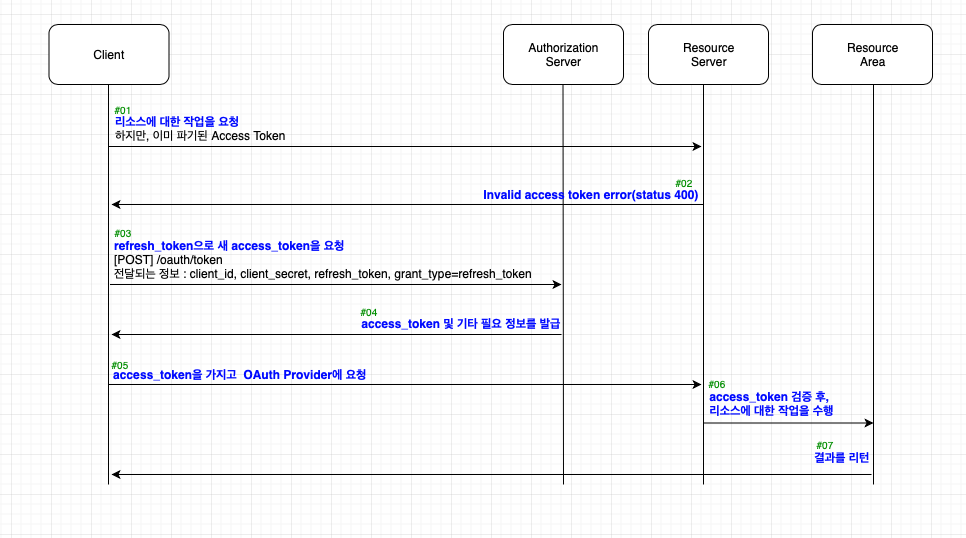 Client
Authorization
Server
Resource
Server
Resource
Area
#01
리소스에 대한 작업을 요청
하지만, 이미 파기된 Access Token
#02
Invalid access token error(status 400)
#03
refresh_token으로 새 access_token을 요청
[POST] /oauth/token
전달되는 정보 : client_id, client_secret, refresh_token, grant_type=refresh_token
#04
access_token 및 기타 필요 정보를 발급
#05
access_token을 가지고  OAuth Provider에 요청
#06
access_token 검증 후,
리소스에 대한 작업을 수행
#07
결과를 리턴